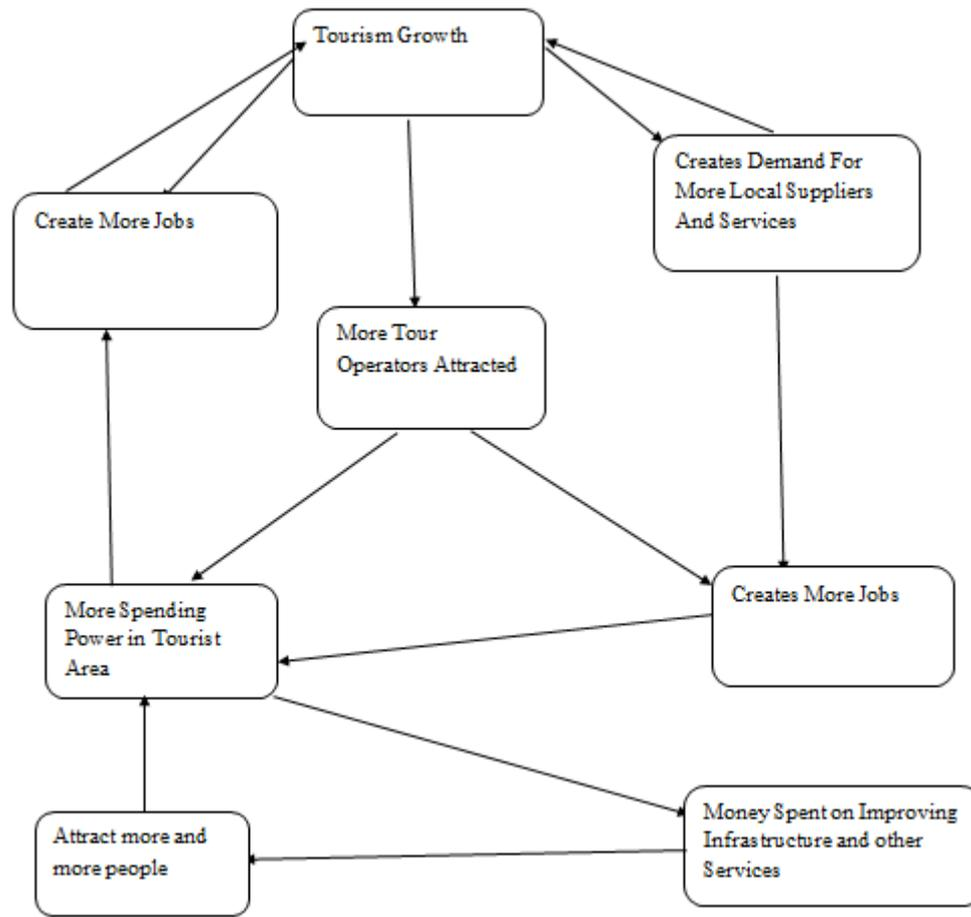 Tourism Growth
Creates Demand For
More Local Suppliers
And Services
Create More Jobs
More Tour
Operators Attracted
More Spending
Power in Tourist
Area
Creates More Jobs
Money Spent on Improving
Infrastructure and other
Services
Attract more and
more people